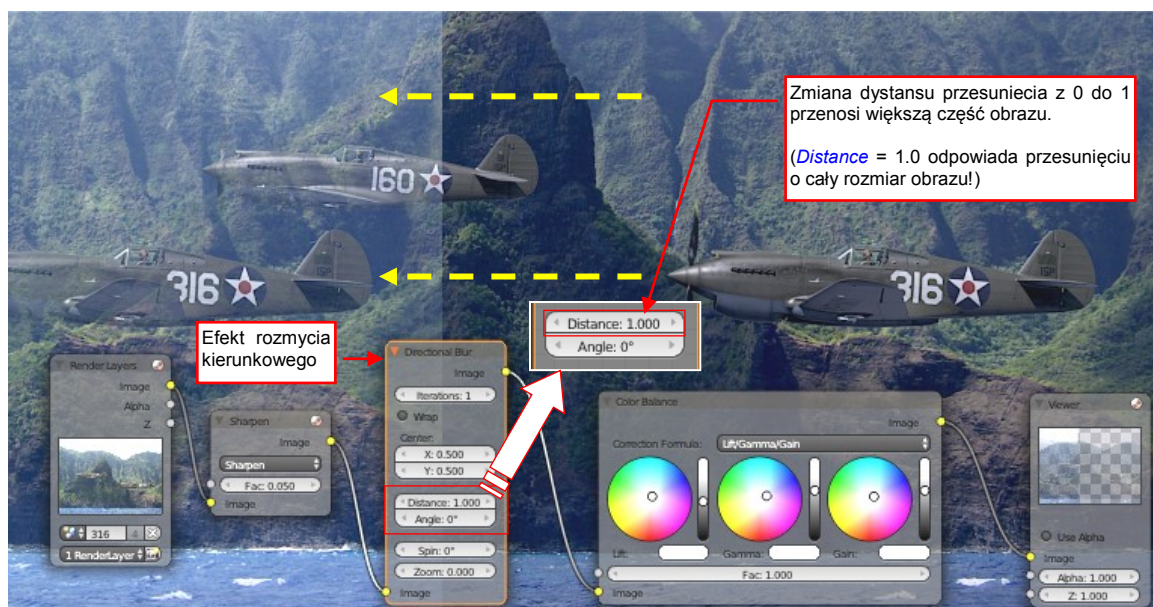 Zmiana dystansu przesuniecia z 0 do 1
przenosi większą część obrazu.
(Distance = 1.0 odpowiada przesunięciu
o cały rozmiar obrazu!)
160
316
316
Efekt rozmycia
kierunkowego
Distance: 1.000
Angle: 0°
Render Layers
Image
Alpha
Z
316
4
1 RenderLayer
Sharpen
Image
Sharpen
Fac: 0.050
Image
Directional Blur
Image
Iterations: 1
Wrap
Center:
X: 0.500
Y: 0.500
Distance: 1.000
Angle: 0°
Spin: 0°
Zoom: 0.000
Image
Color Balance
Image
Correction Formula:
Lift/Gamma/Gain
Lift:
Gamma:
Gain:
Fac: 1.000
Image
Viewer
Use Alpha
Image
Alpha: 1.000
Z: 1.000